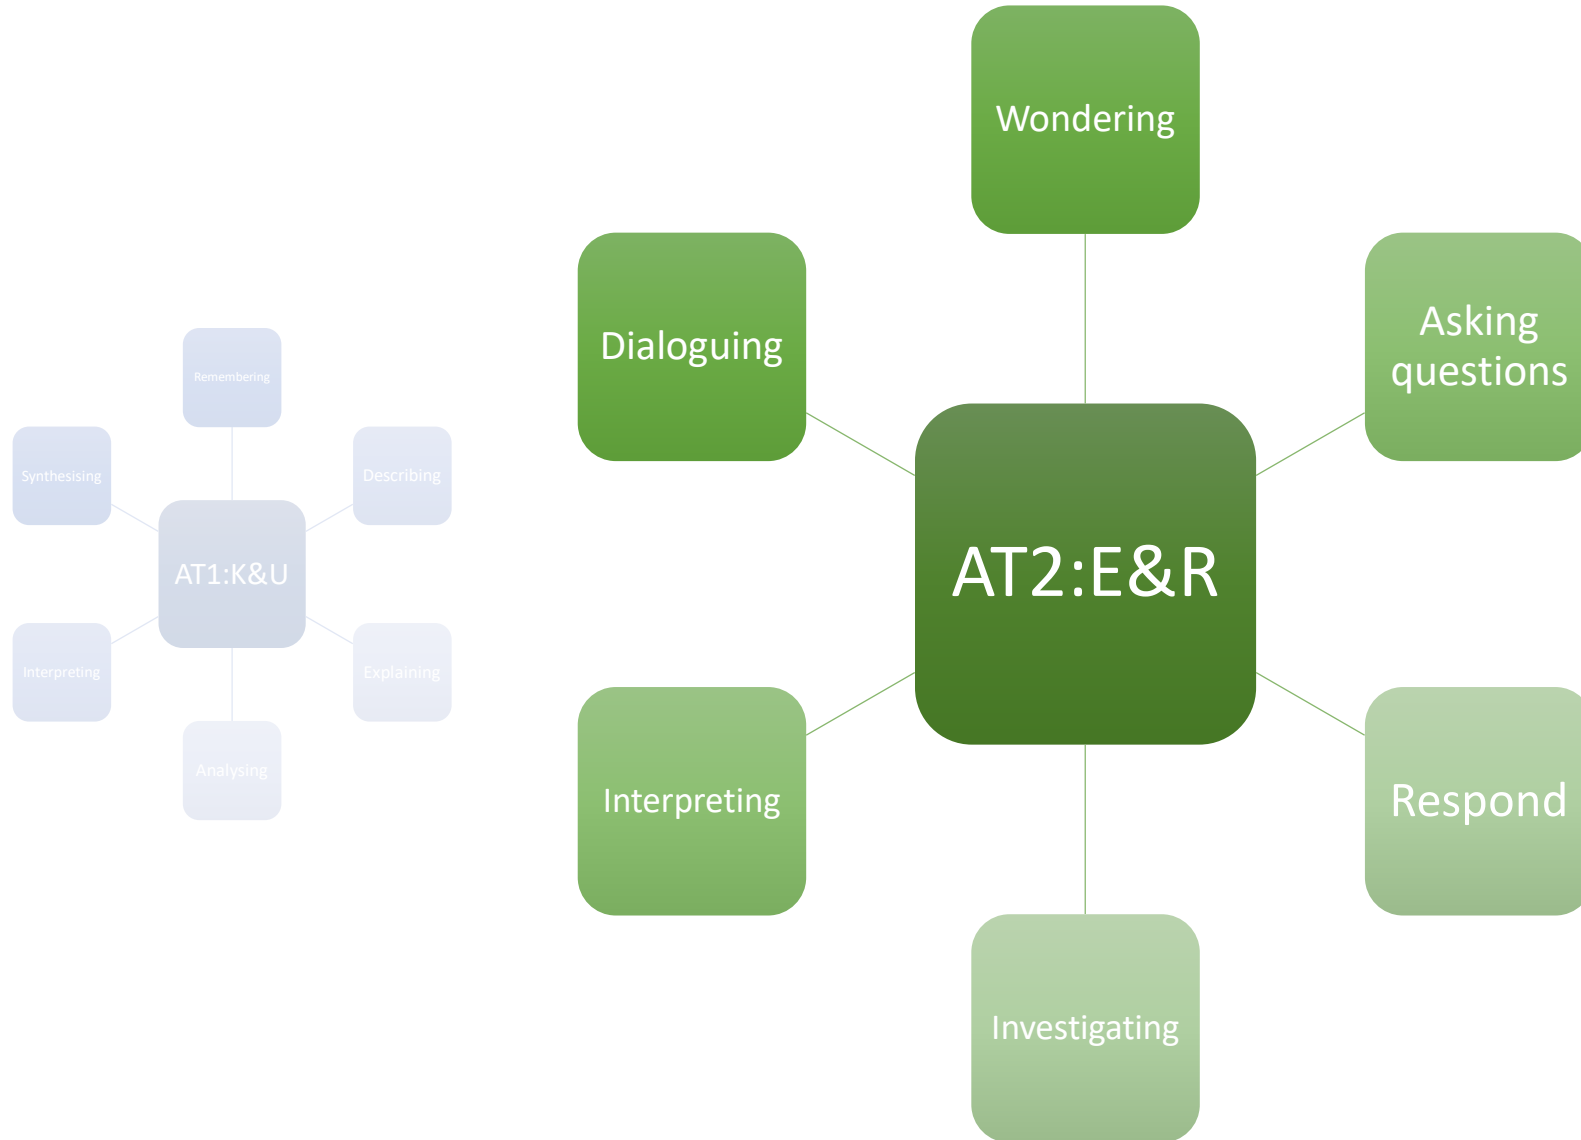 Remembering
Synthesising
Describing
AT1:K&U
Interpreting
Explaining
Analysing
Wondering
Dialoguing
Asking
questions
AT2:E&R
Interpreting
Respond
Investigating